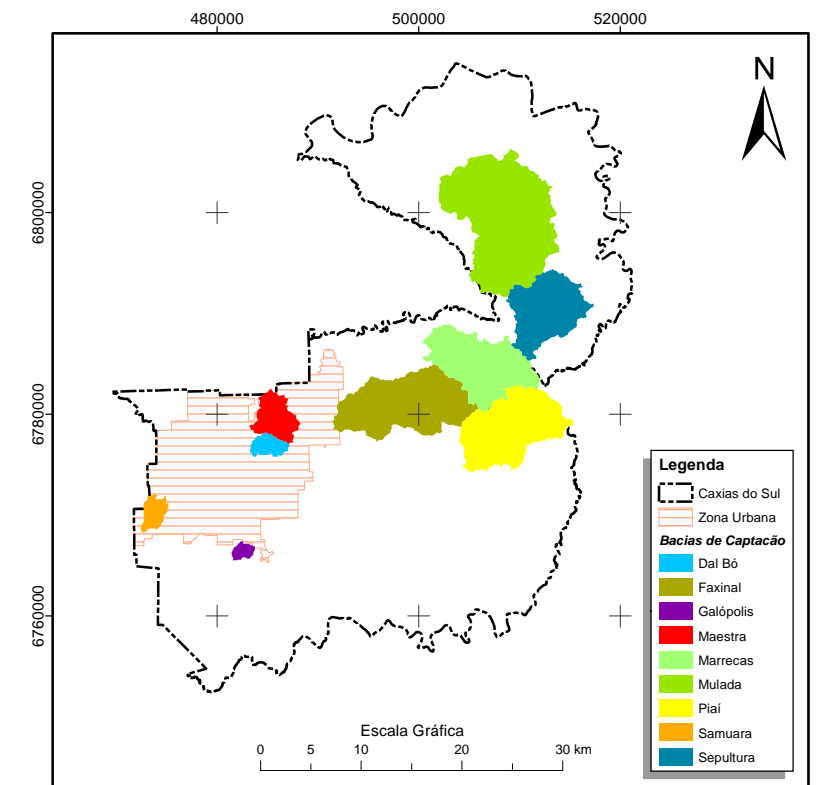 480000 500000 520000
N
6800000
6780000
6760000
Legenda
Caxias do Sul
Zona Urbana
Bacias de Captacão
Dal Bó
Faxinal
Galópolis
Maestra
Marrecas
Mulada
Piaí
Samuara
Sepultura
Escala Gráfica
0 5 10 20 30 km